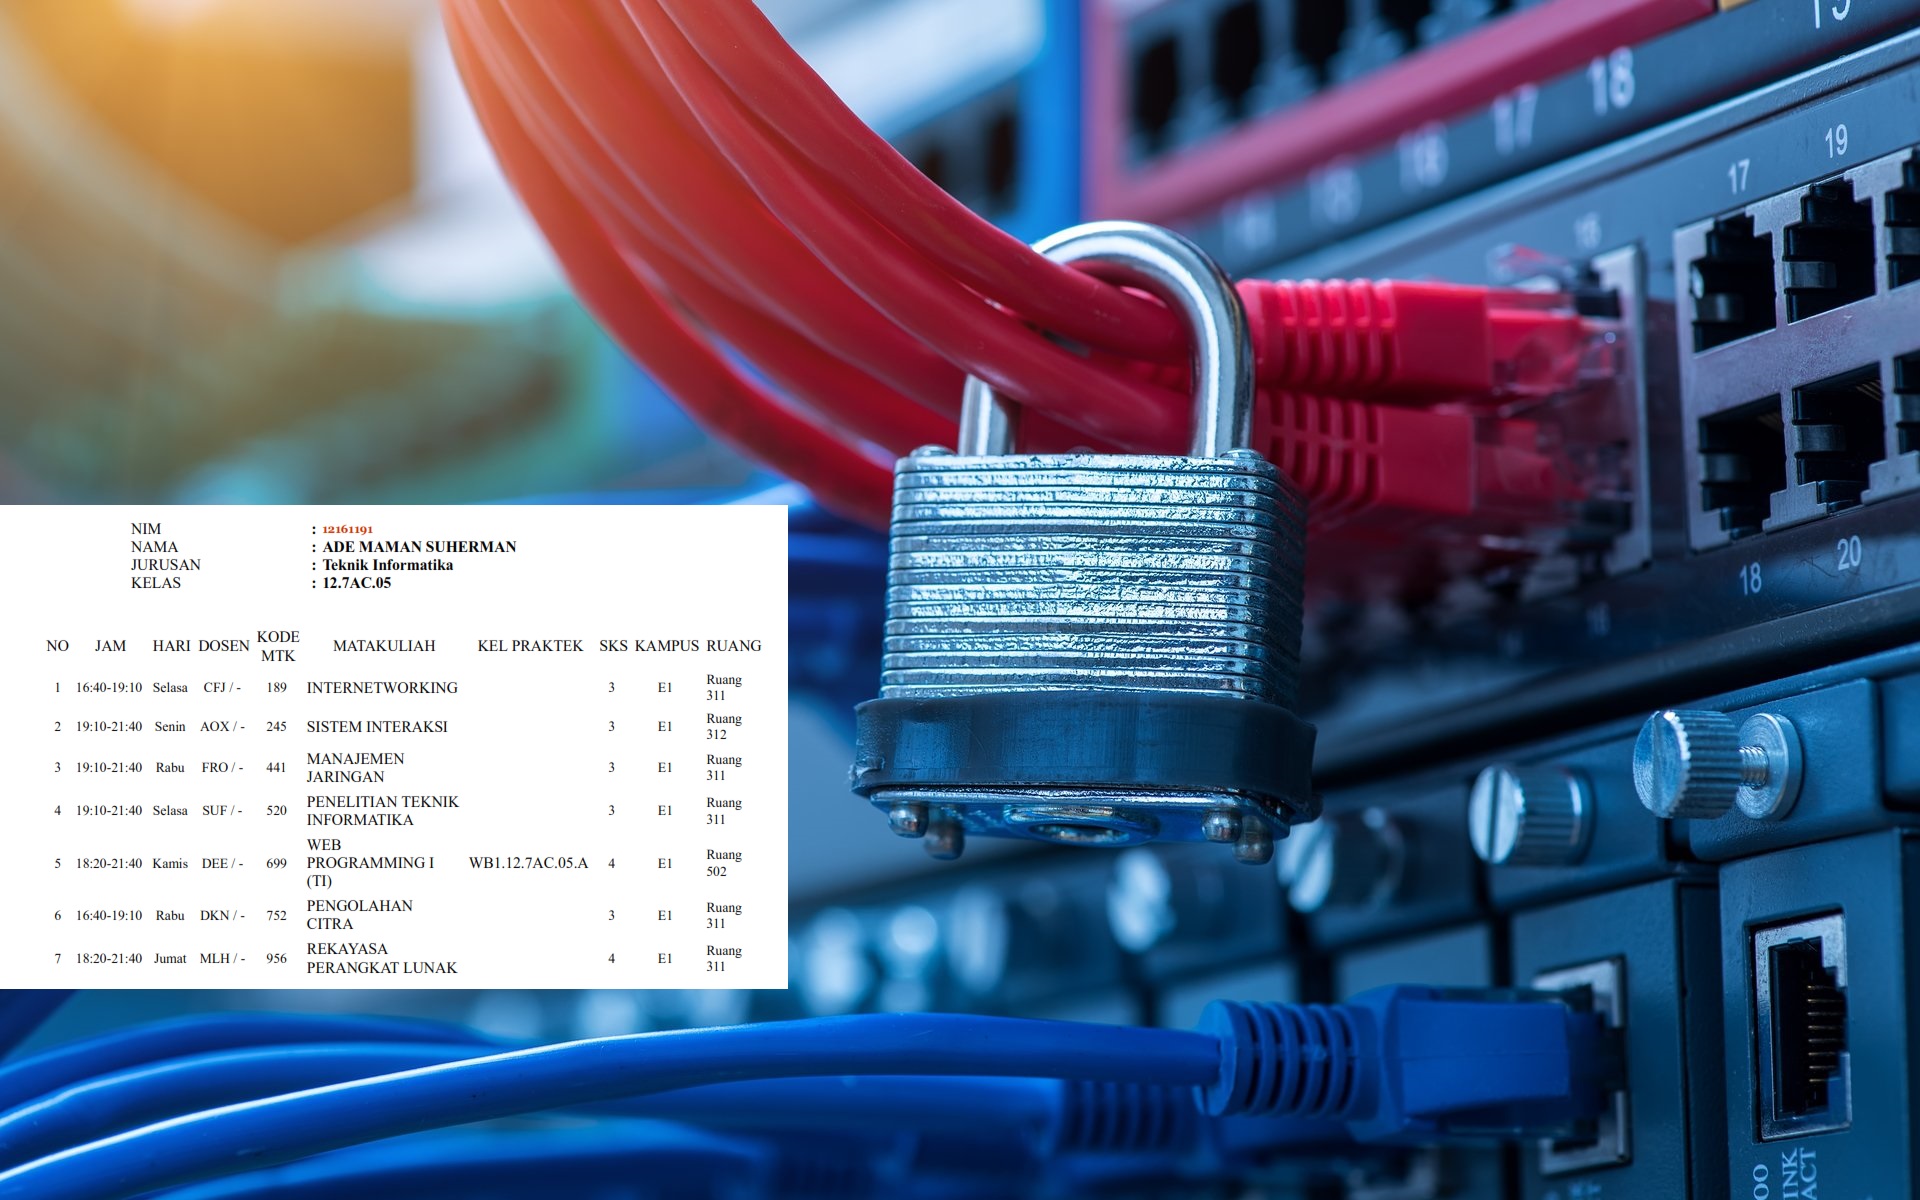 15
18
17
16
19
17
15
20
18
NIM : 12161191
NAMA : ADE MAMAN SUHERMAN
JURUSAN : Teknik Informatika
KELAS : 12.7AC.05
NO JAM HARI DOSEN KODE MTK MATAKULIAH KEL PRAKTEK SKS KAMPUS RUANG
1 16:40-19:10 Selasa CFJ / - 189 INTERNETWORKING 3 E1 Ruang 311
2 19:10-21:40 Senin AOX / - 245 SISTEM INTERAKSI 3 E1 Ruang 312
3 19:10-21:40 Rabu FRO / - 441 MANAJEMEN JARINGAN 3 E1 Ruang 311
4 19:10-21:40 Selasa SUF / - 520 PENELITIAN TEKNIK INFORMATIKA 3 E1 Ruang 311
5 18:20-21:40 Kamis DEE / - 699 WEB PROGRAMMING I (TI) WB1.12.7AC.05.A 4 E1 Ruang 502
6 16:40-19:10 Rabu DKN / - 752 PENGOLAHAN CITRA 3 E1 Ruang 311
7 18:20-21:40 Jumat MLH / - 956 REKAYASA PERANGKAT LUNAK 4 E1 Ruang 311
ACT